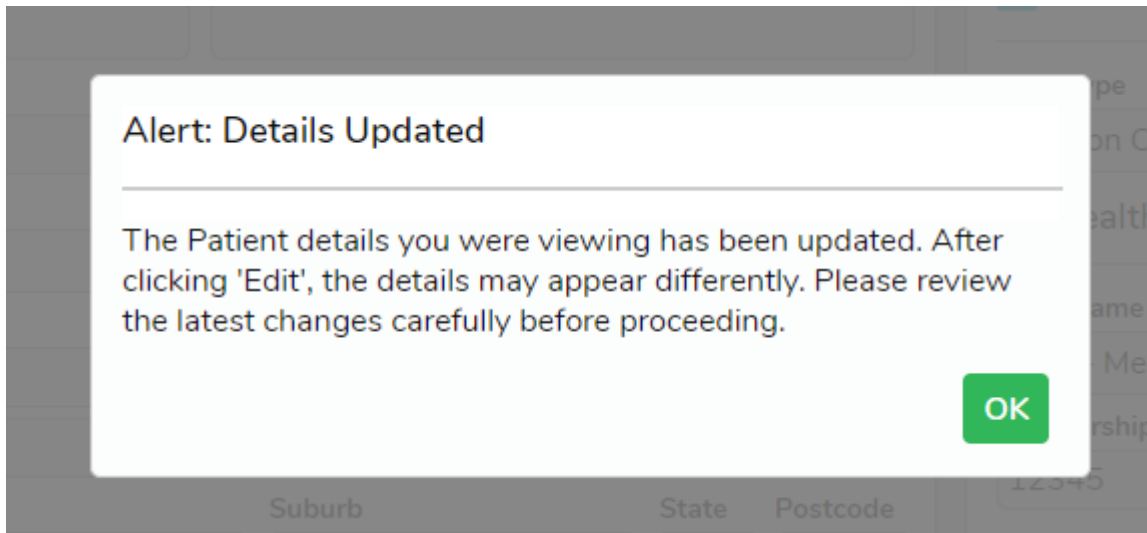 Alert: Details Updated
The Patient details you were viewing has been updated. After
clicking 'Edit', the details may appear differently. Please review
the latest changes carefully before proceeding.
OK
Suburb State Postcode
12345